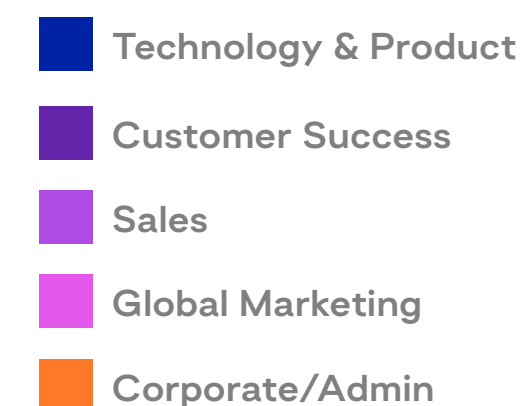 Technology & Product
Customer Success
Sales
Global Marketing
Corporate/Admin